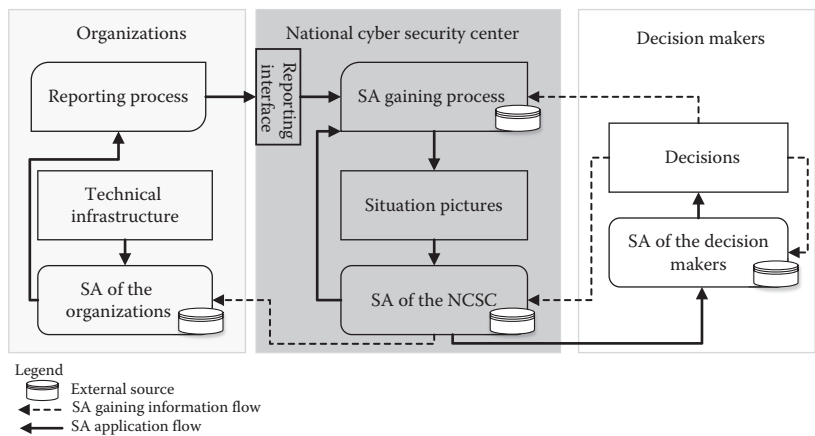 Organizations
Reporting process
Technical
infrastructure
SA of the
organizations
National cyber security center
Reporting
interface
SA gaining process
Situation pictures
SA of the NCSC
Decision makers
Decisions
SA of the decision
makers
Legend
External source
SA gaining information flow
SA application flow